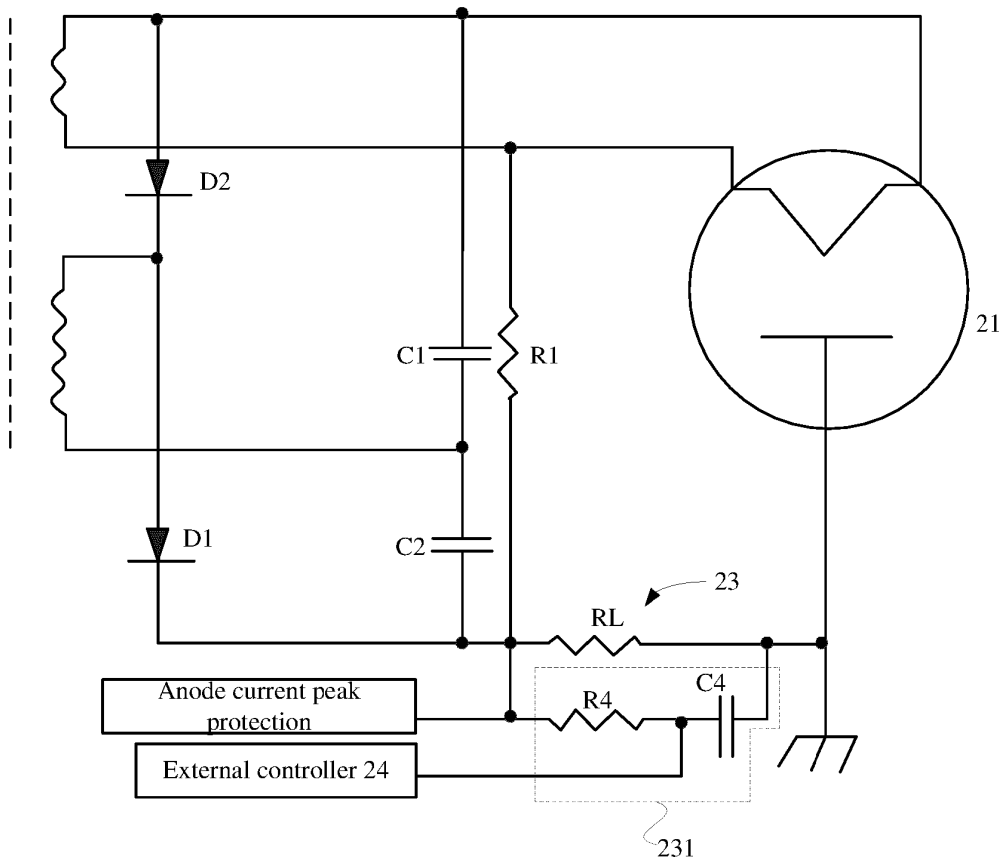 D2
21
C1
R1
D1
C2
23
RL
Anode current peak
protection
R4
C4
External controller 24
231